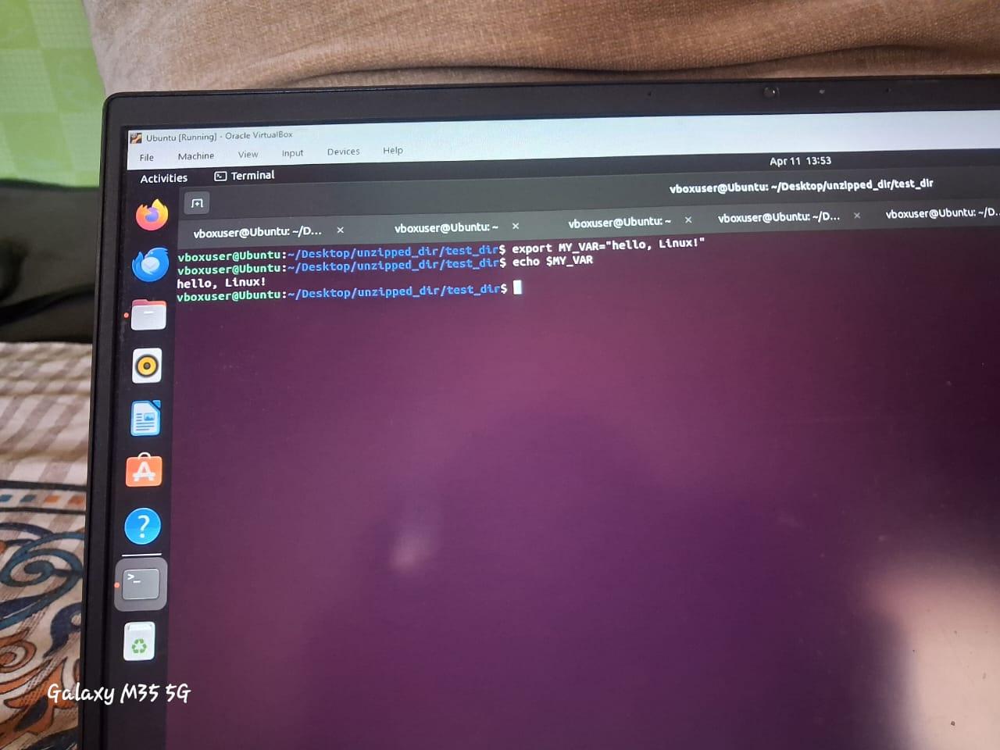 Ubuntu [Running] - Oracle VirtualBox
File Machine View Input Devices Help
Activities Terminal Apr 11 13:53
vboxuser@Ubuntu: ~/Desktop/unzipped_dir/test_dir
vboxuser@Ubuntu: ~/D... × vboxuser@Ubuntu: ~ × vboxuser@Ubuntu: ~ × vboxuser@Ubuntu: ~/D... × vboxuser@Ubuntu: ~/D...
vboxuser@Ubuntu:~/Desktop/unzipped_dir/test_dir$ export MY_VAR="hello, Linux!"
vboxuser@Ubuntu:~/Desktop/unzipped_dir/test_dir$ echo $MY_VAR
hello, Linux!
vboxuser@Ubuntu:~/Desktop/unzipped_dir/test_dir$
Galaxy M35 5G